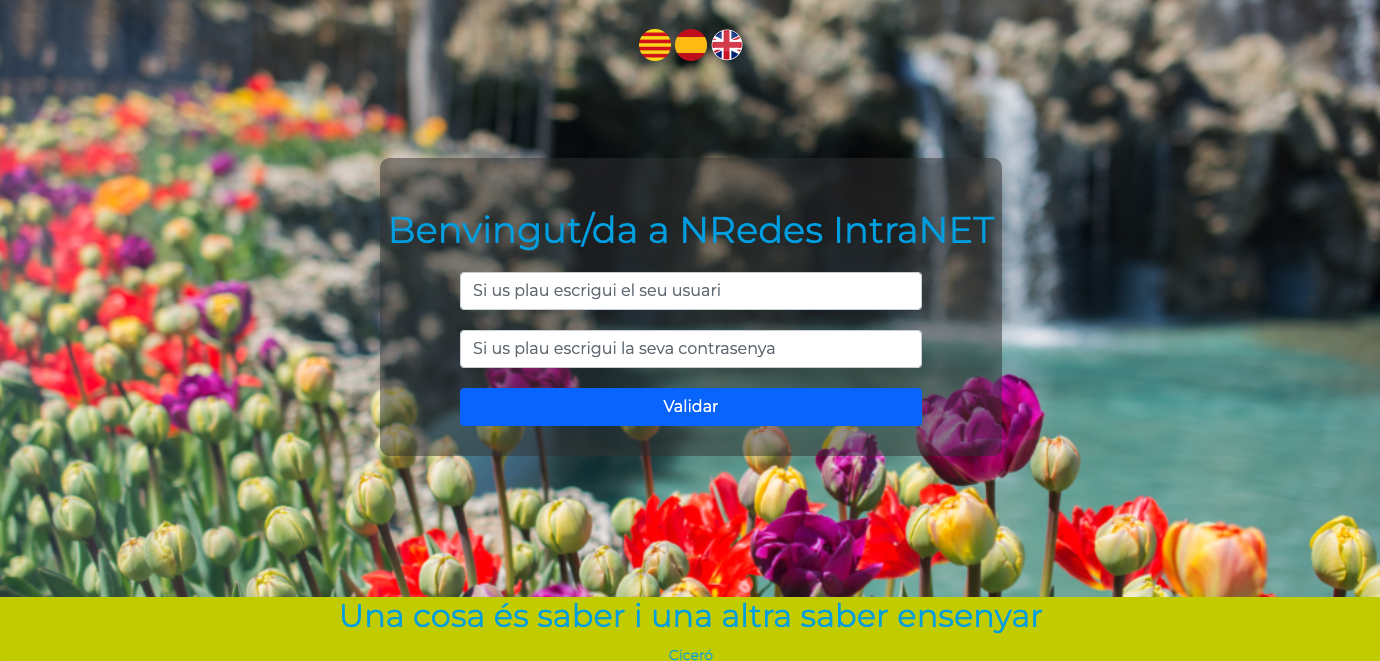 Benvingut/da a NRedes IntraNET
Si us plau escrigui el seu usuari
Si us plau escrigui la seva contrasenya
Validar
Una cosa és saber i una altra saber ensenyar
Ciceró